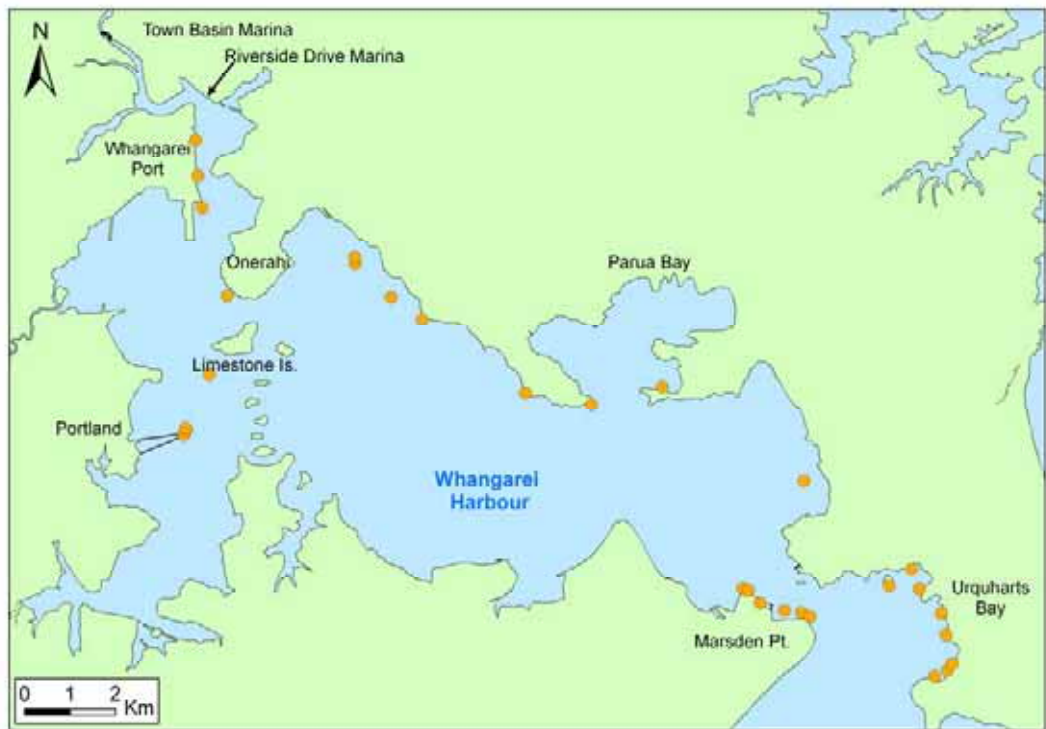 N
Town Basin Marina
Riverside Drive Marina
Whangarei
Port
Onerahi
Parua Bay
Limestone Is.
Portland
Whangarei
Harbour
Urquharts
Bay
Marsden Pt.
0 1 2
Km